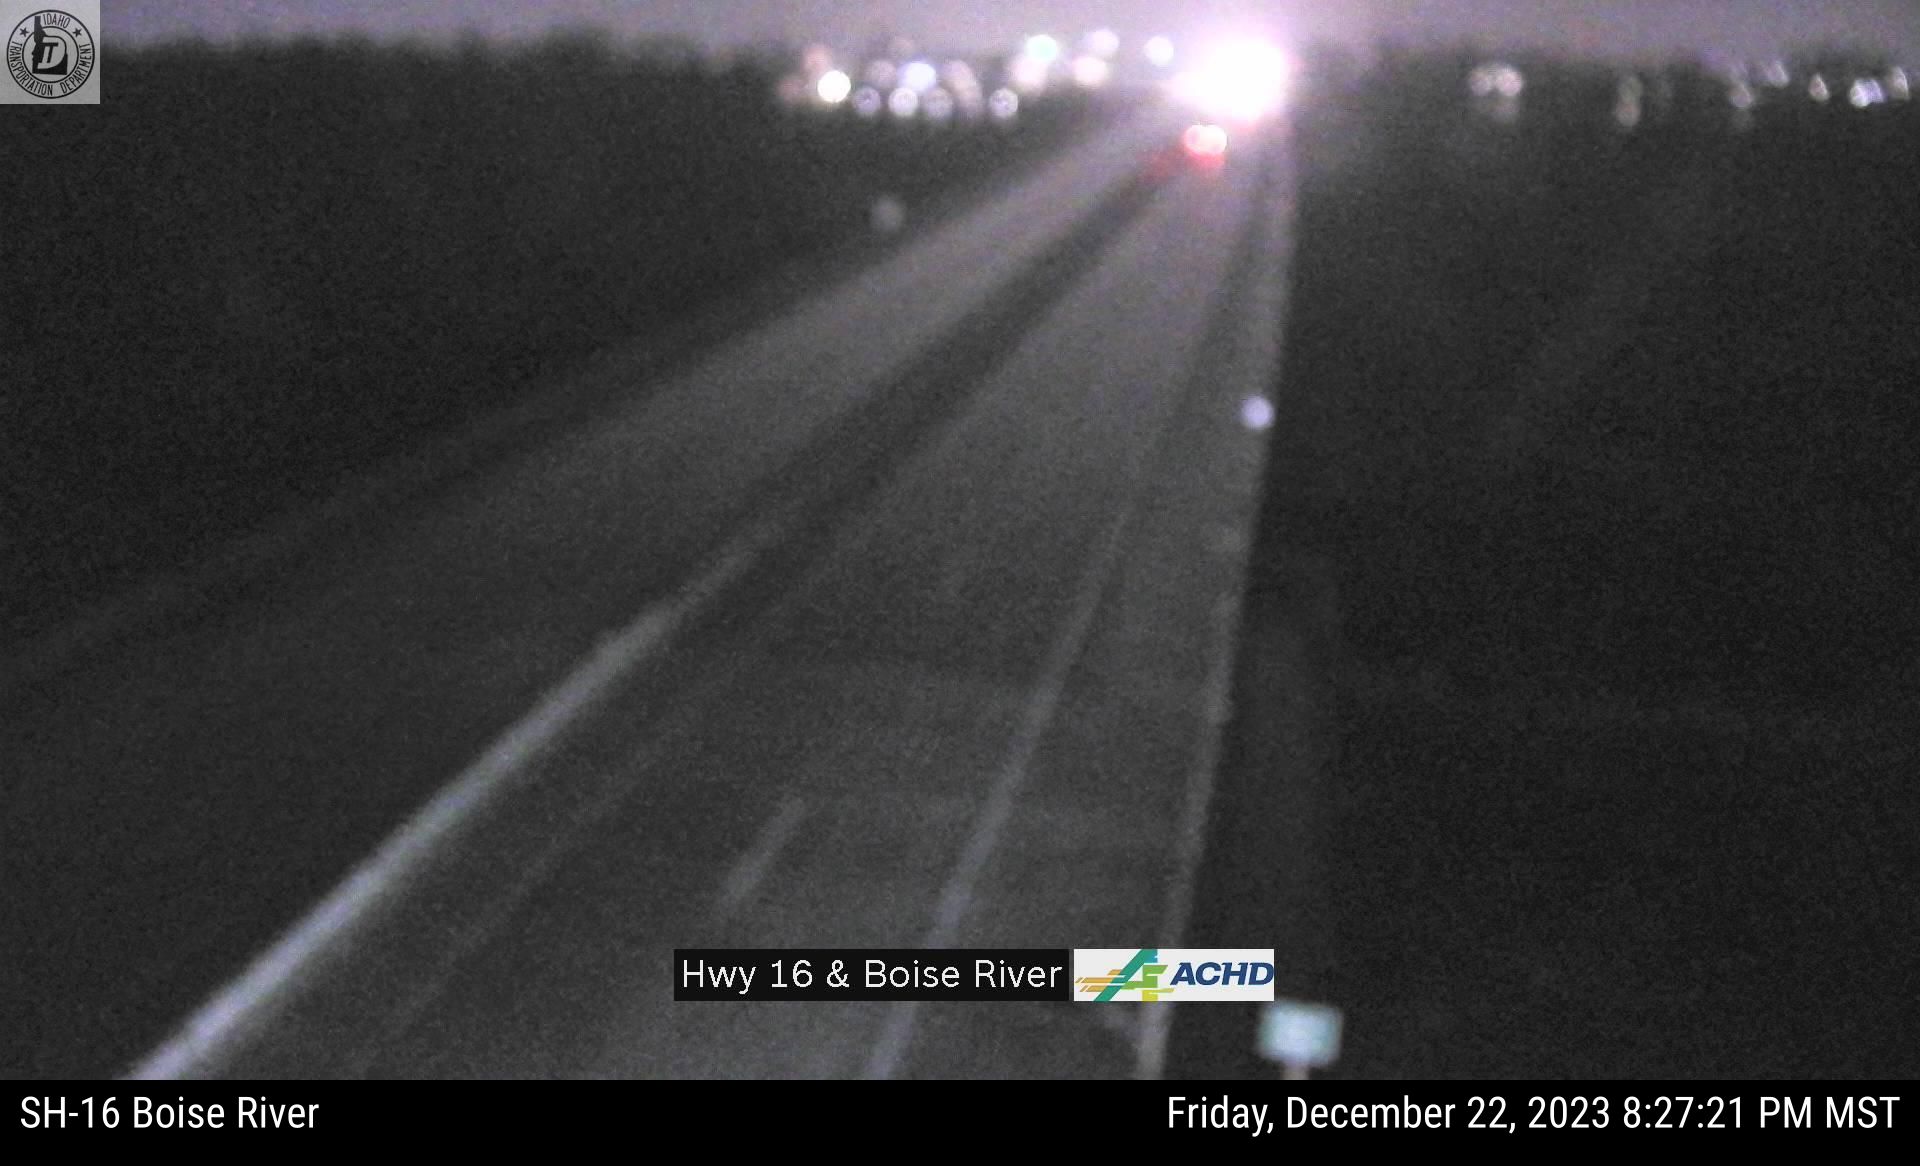 IDAHO
TRANSPORTATION DEPARTMENT
Hwy 16 & Boise River
ACHD
SH-16 Boise River
Friday, December 22, 2023 8:27:21 PM MST